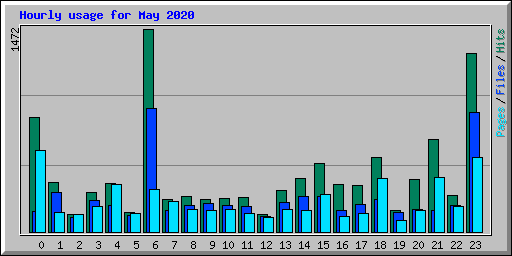 Hourly usage for May 2020
1472
Pages/Files/Hits
0 1 2 3 4 5 6 7 8 9 10 11 12 13 14 15 16 17 18 19 20 21 22 23